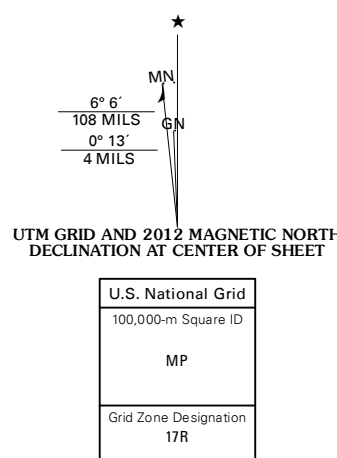 ★
MN
6° 6´
108 MILS
GN
0° 13´
4 MILS
UTM GRID AND 2012 MAGNETIC NORTH
DECLINATION AT CENTER OF SHEET
U.S. National Grid
100,000-m Square ID
MP
Grid Zone Designation
17R